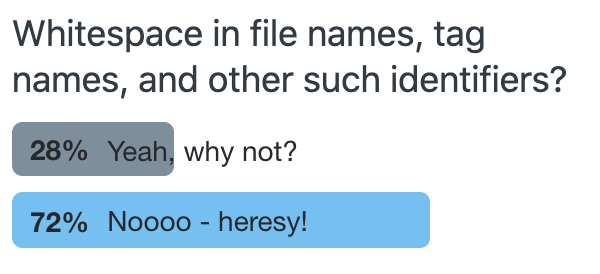 Whitespace in file names, tag
names, and other such identifiers?
28% Yeah, why not?
72% Noooo - heresy!